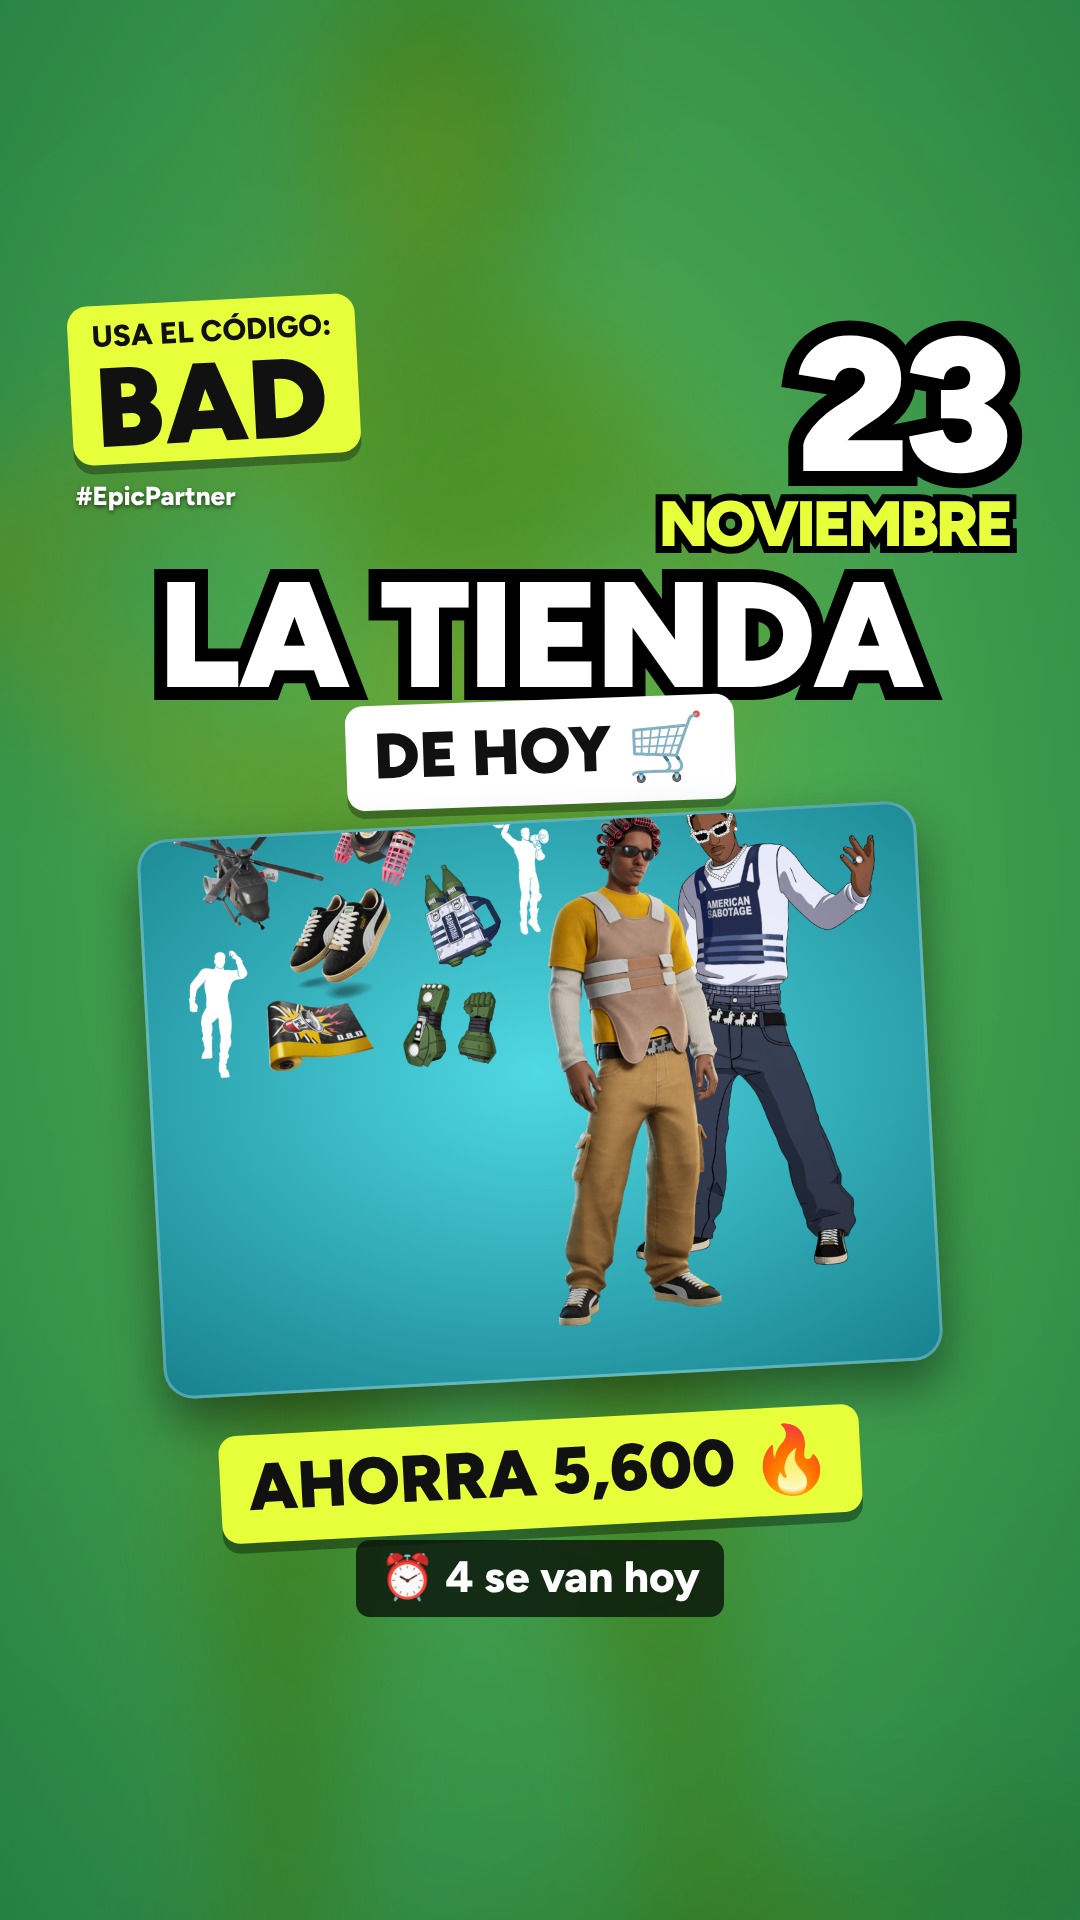 USA EL CÓDIGO:
BAD
#EpicPartner
23
NOVIEMBRE
LA TIENDA
DE HOY
AMERICAN
SABOTAGE
SABOTAGE
D.B.D
AHORRA 5,600
4 se van hoy